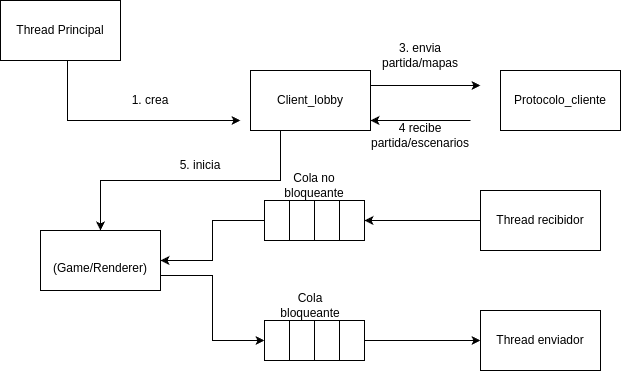 Thread Principal
3. envia
partida/mapas
1. crea
Client_lobby
Protocolo_cliente
4 recibe
partida/escenarios
5. inicia
Cola no
bloqueante
Thread recibidor
(Game/Renderer)
Cola
bloqueante
Thread enviador